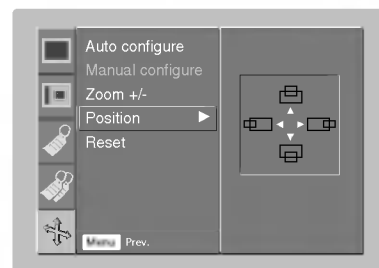 Auto configure
Manual configure
Zoom +/-
Position
Reset
Menu Prev.